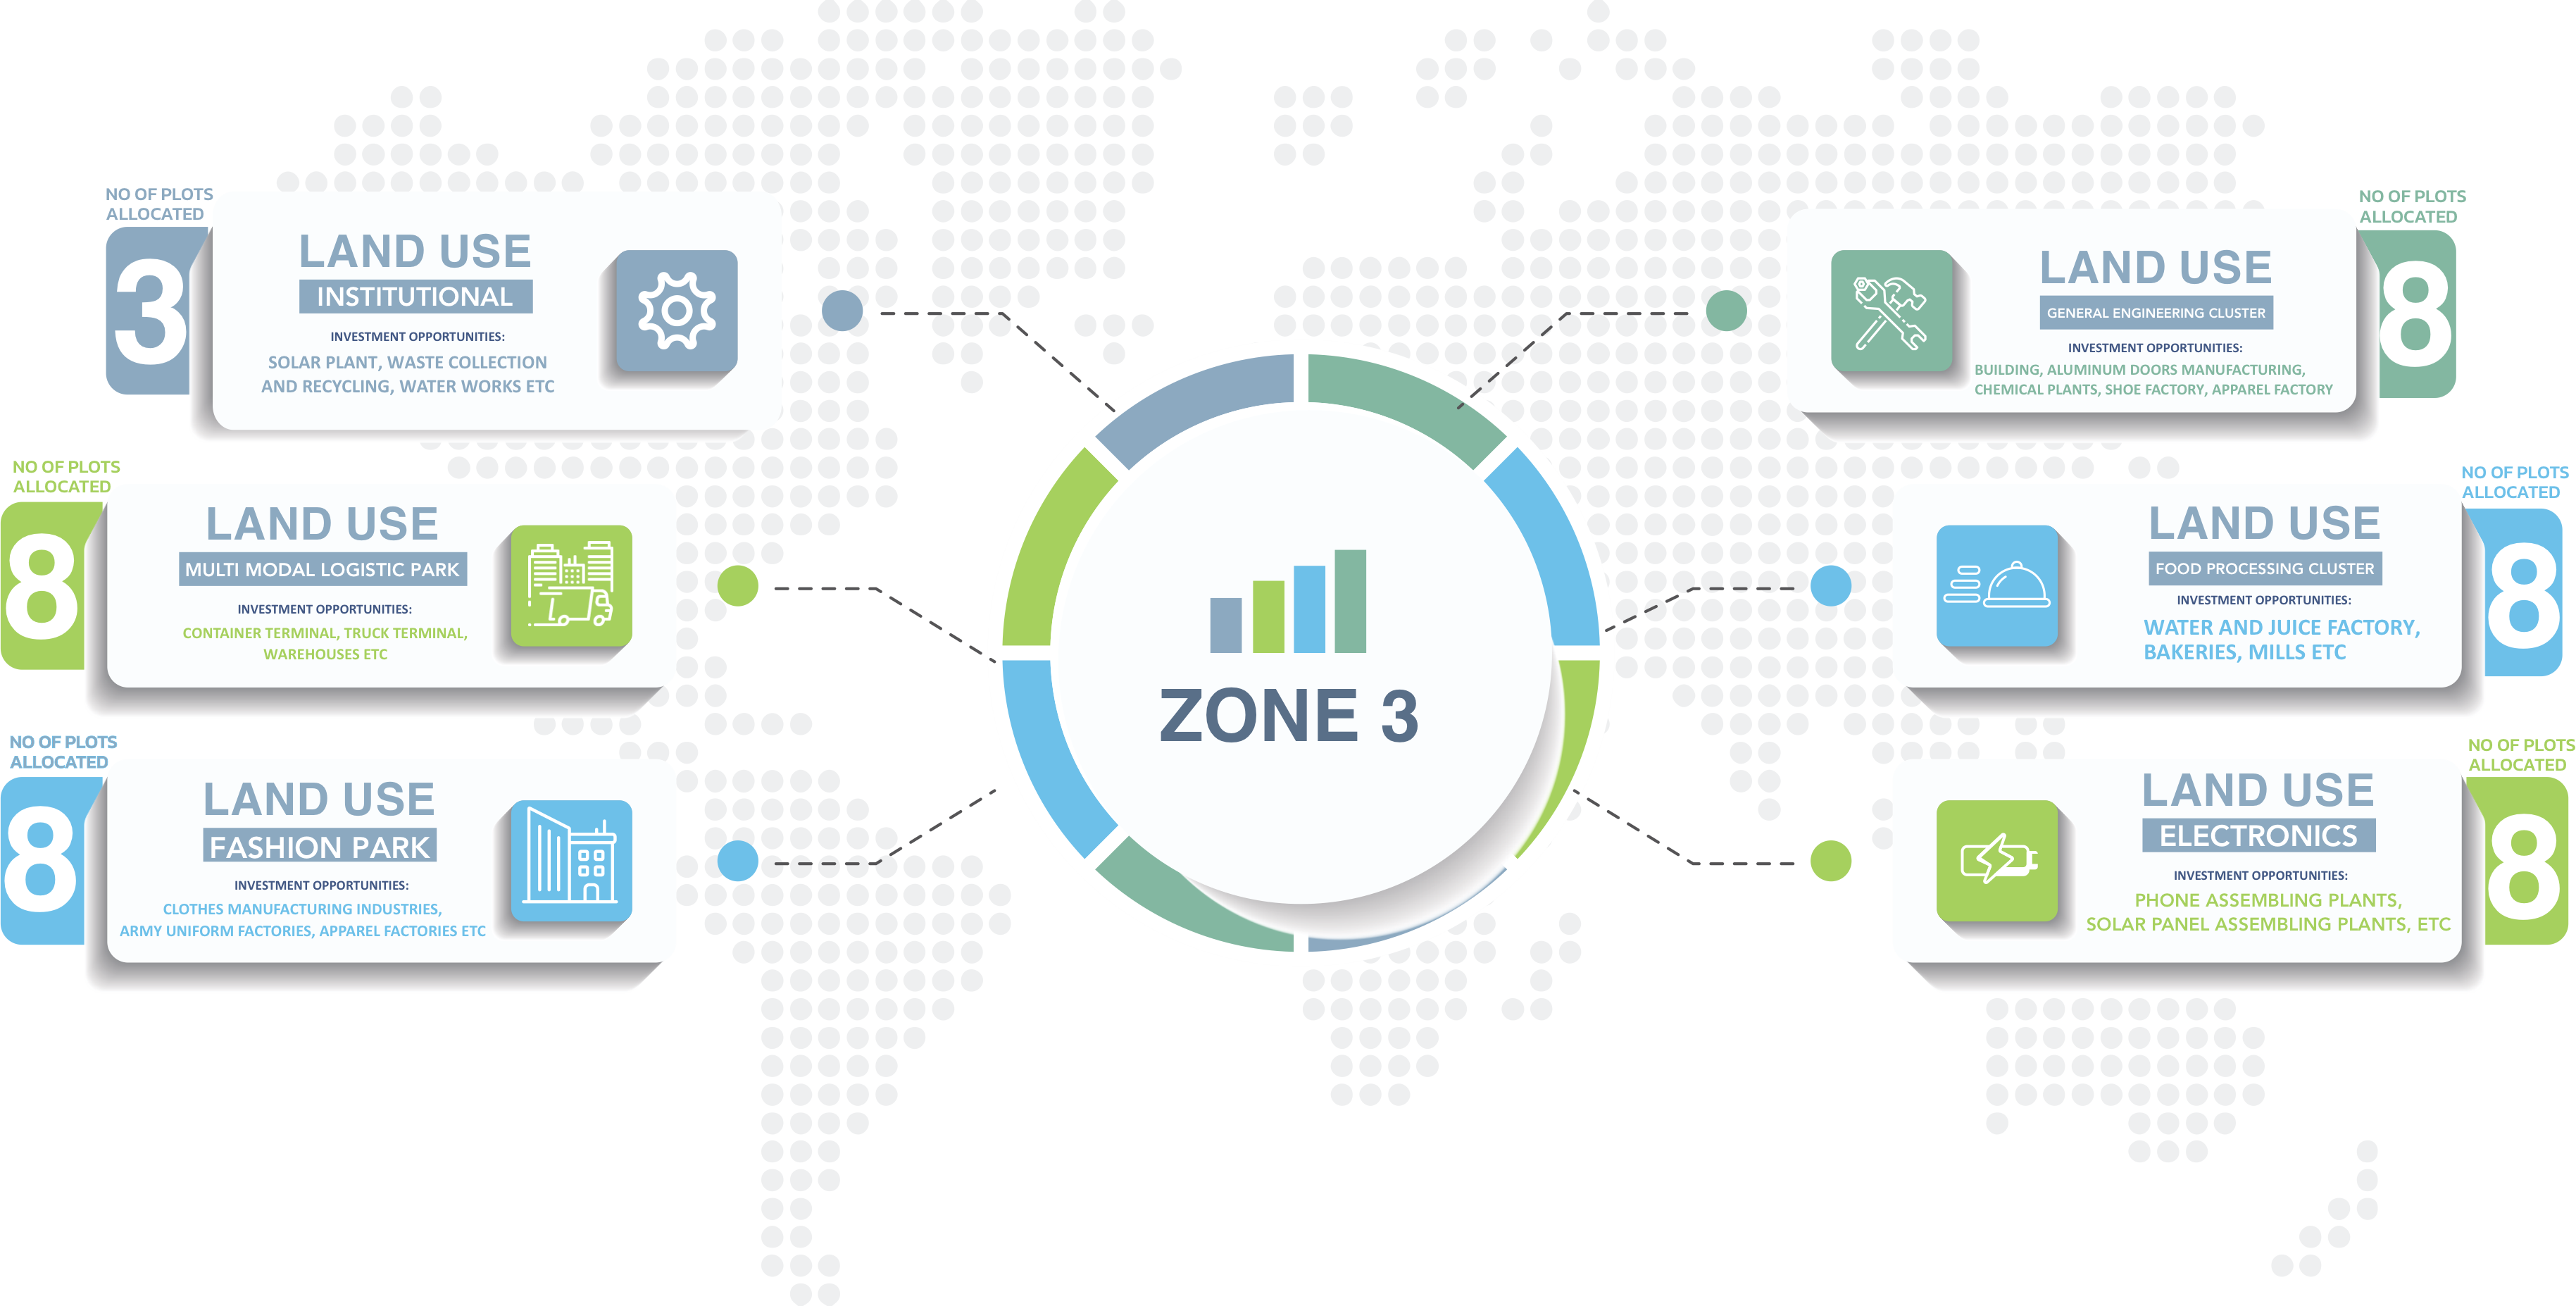 NO OF PLOTS
ALLOCATED
3
LAND USE
INSTITUTIONAL
INVESTMENT OPPORTUNITIES:
SOLAR PLANT, WASTE COLLECTION
AND RECYCLING, WATER WORKS ETC
NO OF PLOTS
ALLOCATED
8
LAND USE
MULTI MODAL LOGISTIC PARK
INVESTMENT OPPORTUNITIES:
CONTAINER TERMINAL, TRUCK TERMINAL,
WAREHOUSES ETC
NO OF PLOTS
ALLOCATED
8
LAND USE
FASHION PARK
INVESTMENT OPPORTUNITIES:
CLOTHES MANUFACTURING INDUSTRIES,
ARMY UNIFORM FACTORIES, APPAREL FACTORIES ETC
ZONE 3
NO OF PLOTS
ALLOCATED
8
LAND USE
GENERAL ENGINEERING CLUSTER
INVESTMENT OPPORTUNITIES:
BUILDING, ALUMINUM DOORS MANUFACTURING,
CHEMICAL PLANTS, SHOE FACTORY, APPAREL FACTORY
NO OF PLOTS
ALLOCATED
8
LAND USE
FOOD PROCESSING CLUSTER
INVESTMENT OPPORTUNITIES:
WATER AND JUICE FACTORY,
BAKERIES, MILLS ETC
NO OF PLOTS
ALLOCATED
8
LAND USE
ELECTRONICS
INVESTMENT OPPORTUNITIES:
PHONE ASSEMBLING PLANTS,
SOLAR PANEL ASSEMBLING PLANTS, ETC